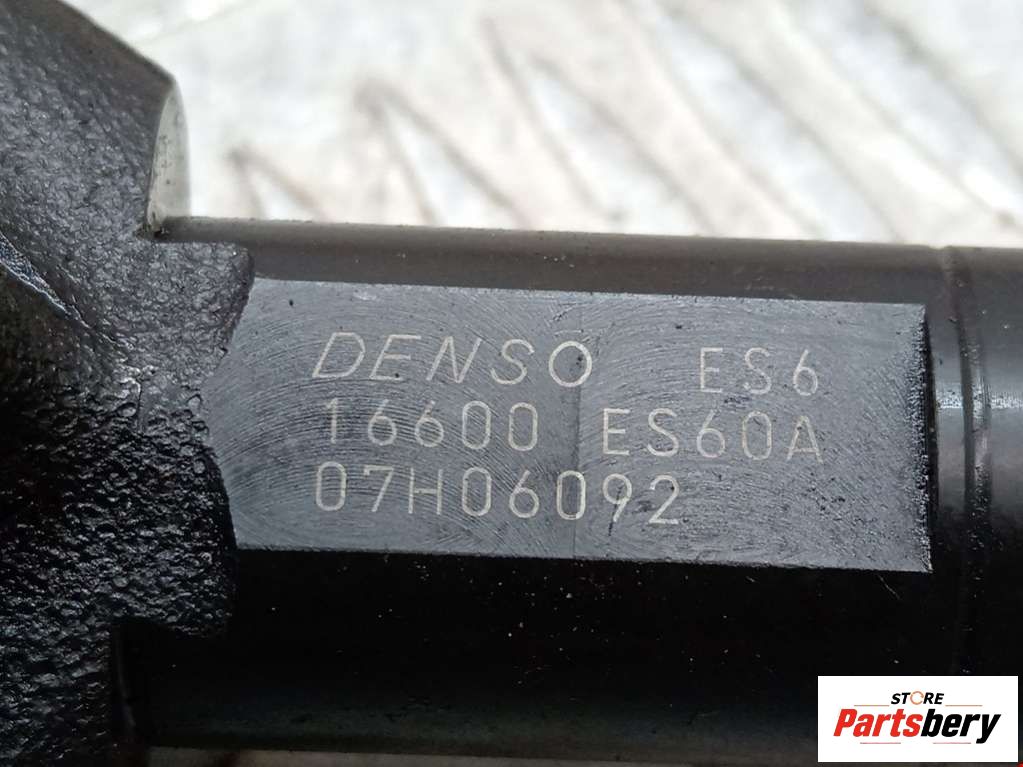 DENSO ES6
16600 ES60A
07H06092
STORE
Partsbery